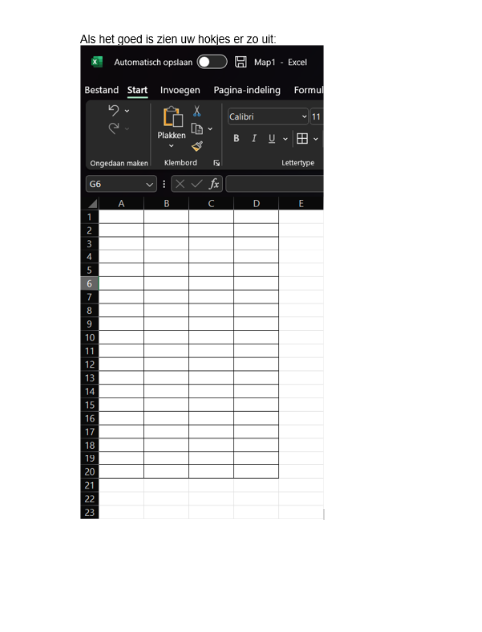 Als het goed is zien uw hokjes er zo uit:
Automatisch opslaan Map1 - Excel
Bestand Start Invoegen Pagina-indeling Formul
Plakken
Calibri 11
B I U
Ongedaan maken Klembord Lettertype
G6 fx
A B C D E
1
2
3
4
5
6
7
8
9
10
11
12
13
14
15
16
17
18
19
20
21
22
23